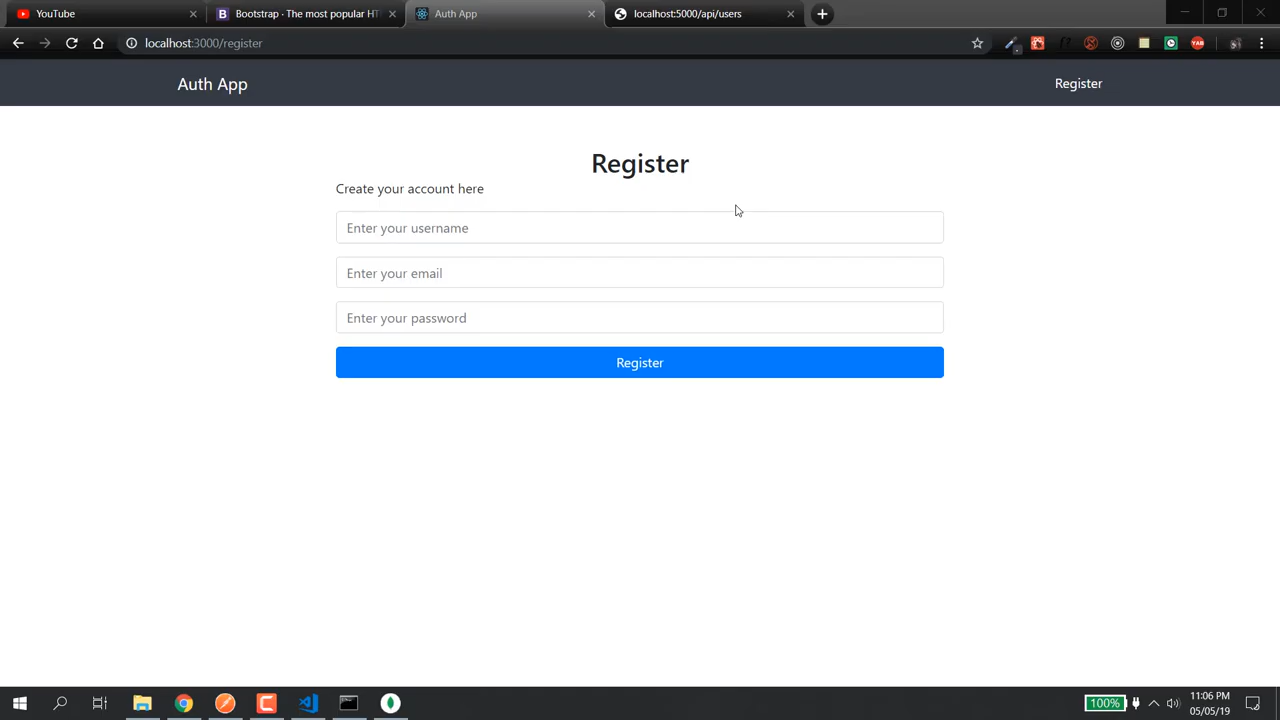 YouTube
Bootstrap · The most popular HT
Auth App
localhost:5000/api/users
localhost:3000/register
Auth App
Register
Register
Create your account here
Enter your username
Enter your email
Enter your password
Register
100%
11:06 PM
05/05/19